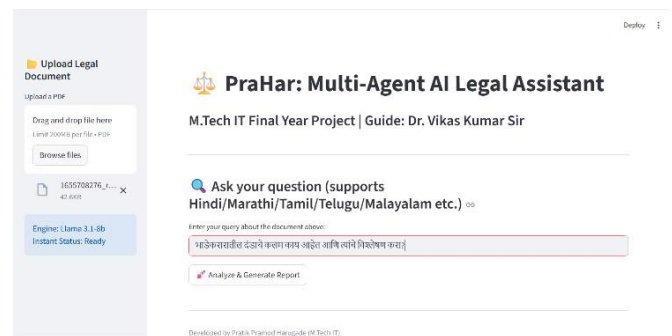 Deploy
Upload Legal
Document
Upload a PDF
Drag and drop file here
Limit 200MB per file • PDF
Browse files
1655708276_r...
Engine: Llama 3.1-8b
Instant Status: Ready
PraHar: Multi-Agent AI Legal Assistant
M.Tech IT Final Year Project | Guide: Dr. Vikas Kumar Sir
Ask your question (supports
Hindi/Marathi/Tamil/Telugu/Malayalam etc.)
Enter your query about the document above:
भाडेकरारातील दंडाचे कलम काय आहेत आणि त्यांचे विश्लेषण करा?
Analyze & Generate Report
Developed by Pratik Pramod Harugade (M.Tech IT)